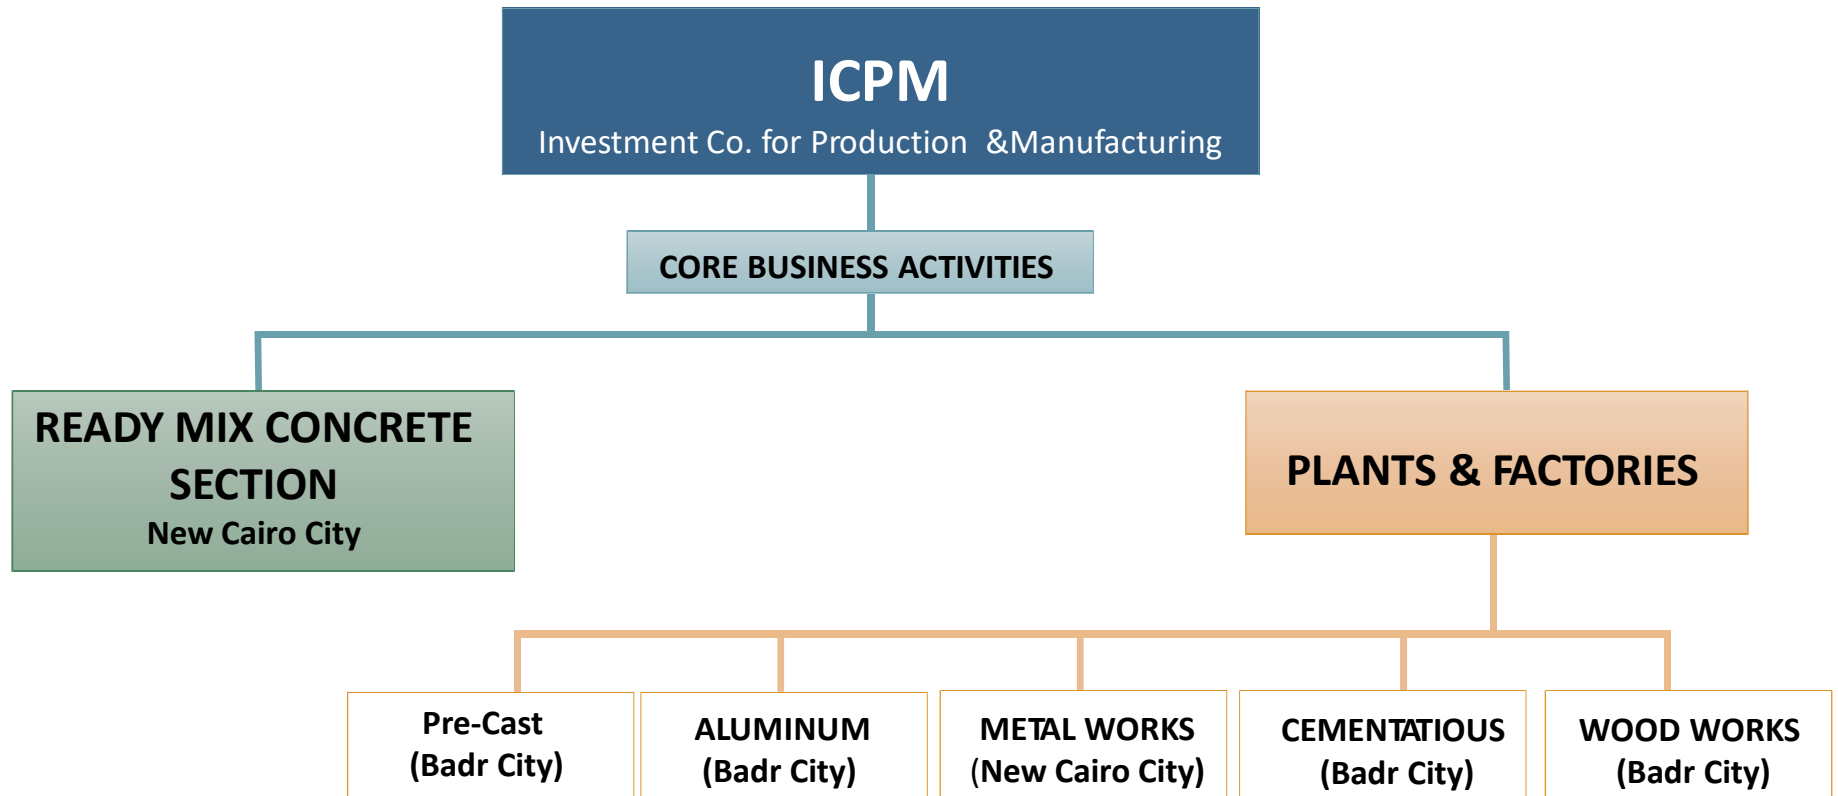 ICPM
Investment Co. for Production  &Manufacturing
CORE BUSINESS ACTIVITIES
READY MIX CONCRETE
SECTION
New Cairo City
PLANTS & FACTORIES
Pre-Cast
(Badr City)
ALUMINUM
(Badr City)
METAL WORKS
(New Cairo City)
CEMENTATIOUS
(Badr City)
WOOD WORKS
(Badr City)